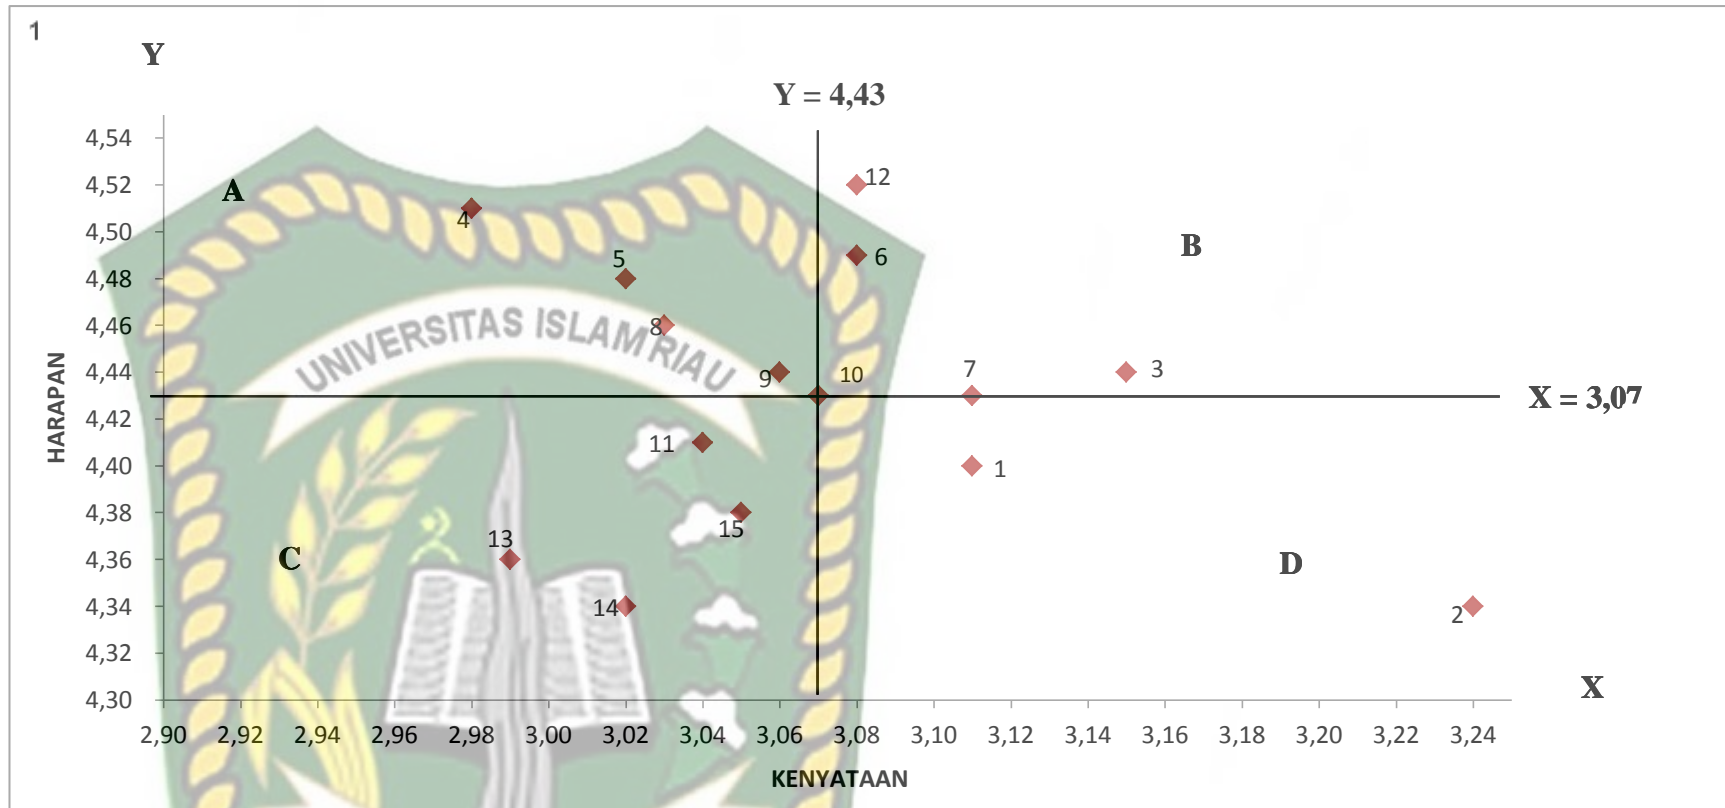 1
Y
Y = 4,43
4,54
4,52
4,50
4,48
4,46
4,44
4,42
4,40
4,38
4,36
4,34
4,32
4,30
HARAPAN
A
B
C
D
12
4
6
5
8
UNIVERSITAS ISLAM RIAU
9
10
7
3
X = 3,07
11
1
15
13
14
2
X
2,90 2,92 2,94 2,96 2,98 3,00 3,02 3,04 3,06 3,08 3,10 3,12 3,14 3,16 3,18 3,20 3,22 3,24
KENYATAAN